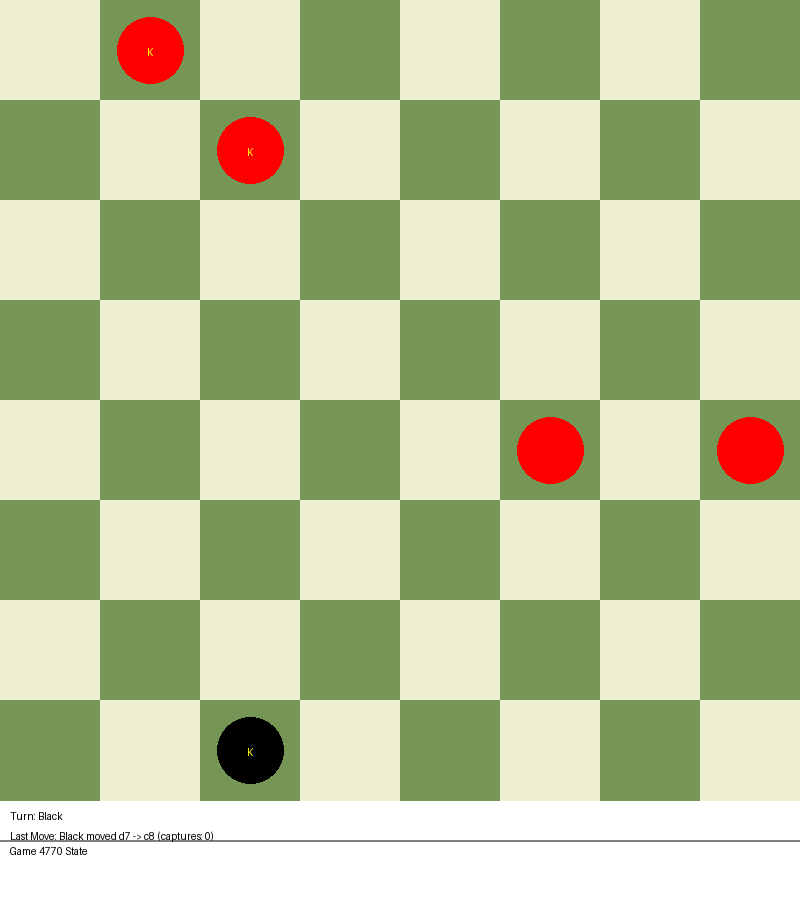 K
K
K
Turn: Black
Last Move: Black moved d7 -> c8 (captures: 0)
Game 4770 State